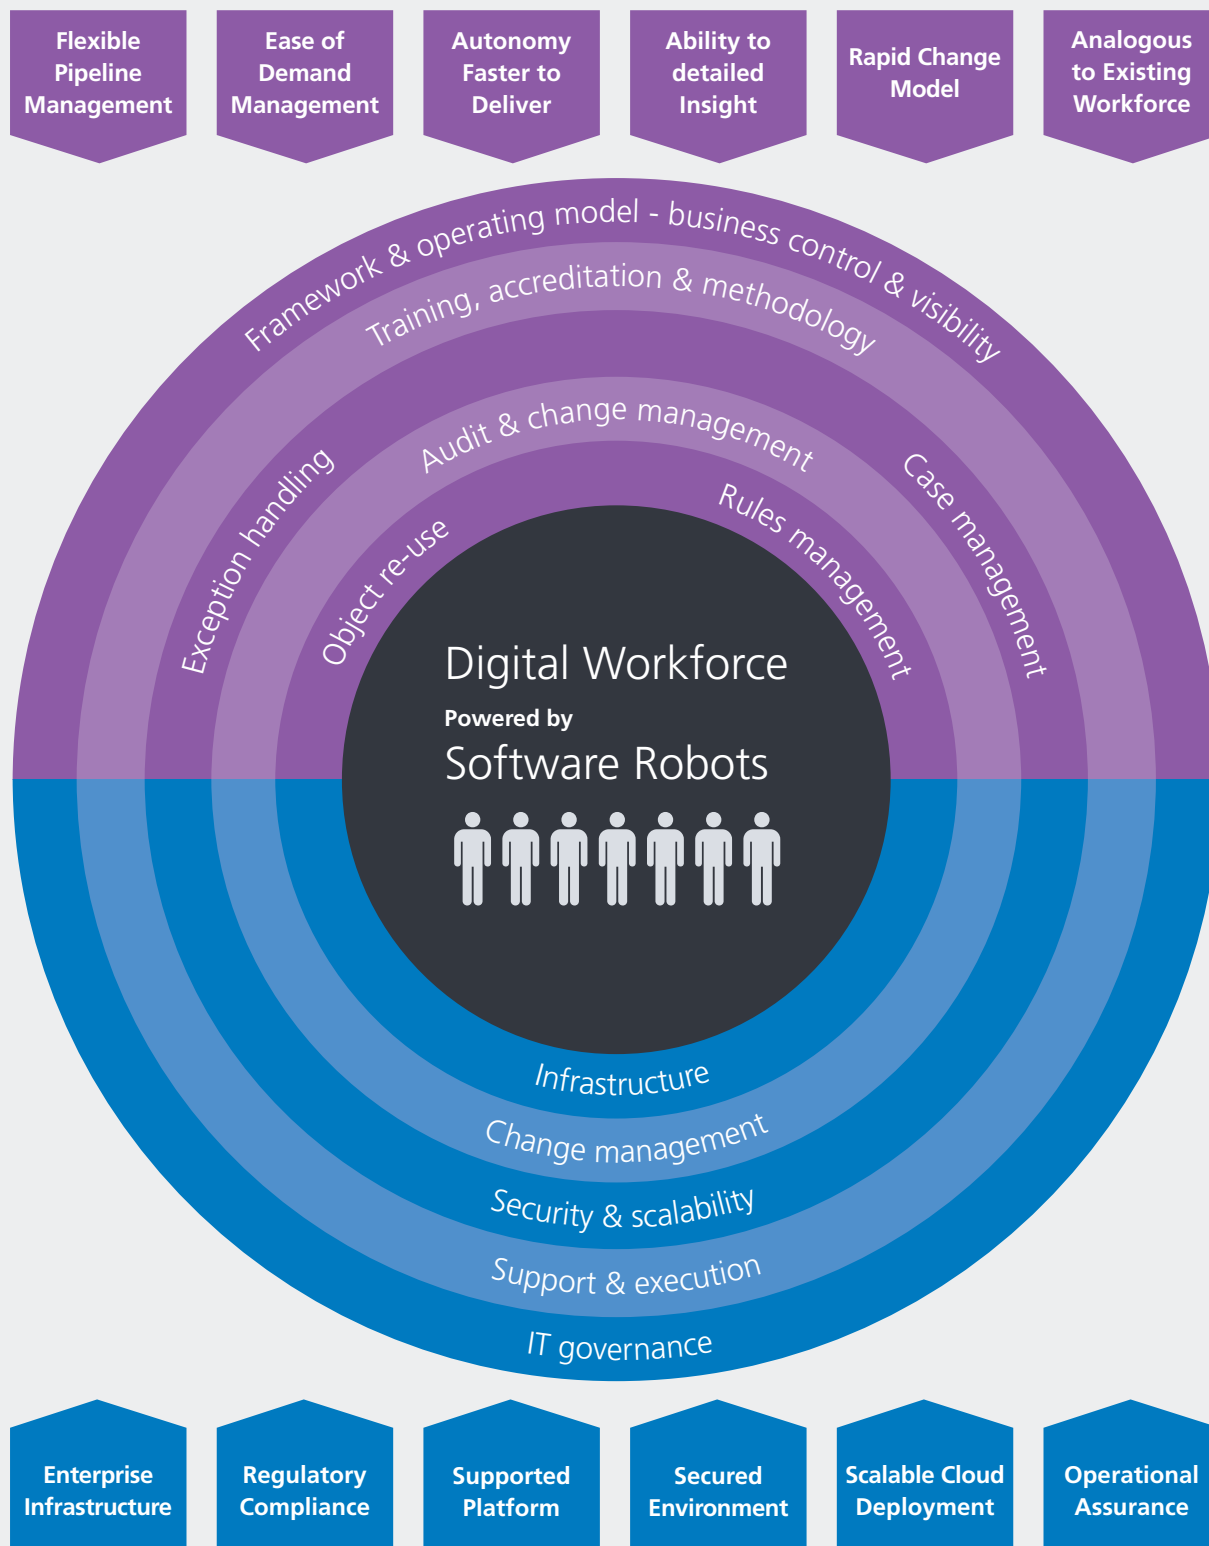 Flexible
Pipeline
Management
Ease of
Demand
Management
Autonomy
Faster to
Deliver
Ability to
detailed
Insight
Rapid Change
Model
Analogous
to Existing
Workforce
Framework & operating model - business control & visibility
Training, accreditation & methodology
Exception handling
Case management
Audit & change management
Object re-use
Rules management
Digital Workforce
Powered by
Software Robots
Infrastructure
Change management
Security & scalability
Support & execution
IT governance
Enterprise
Infrastructure
Regulatory
Compliance
Supported
Platform
Secured
Environment
Scalable Cloud
Deployment
Operational
Assurance